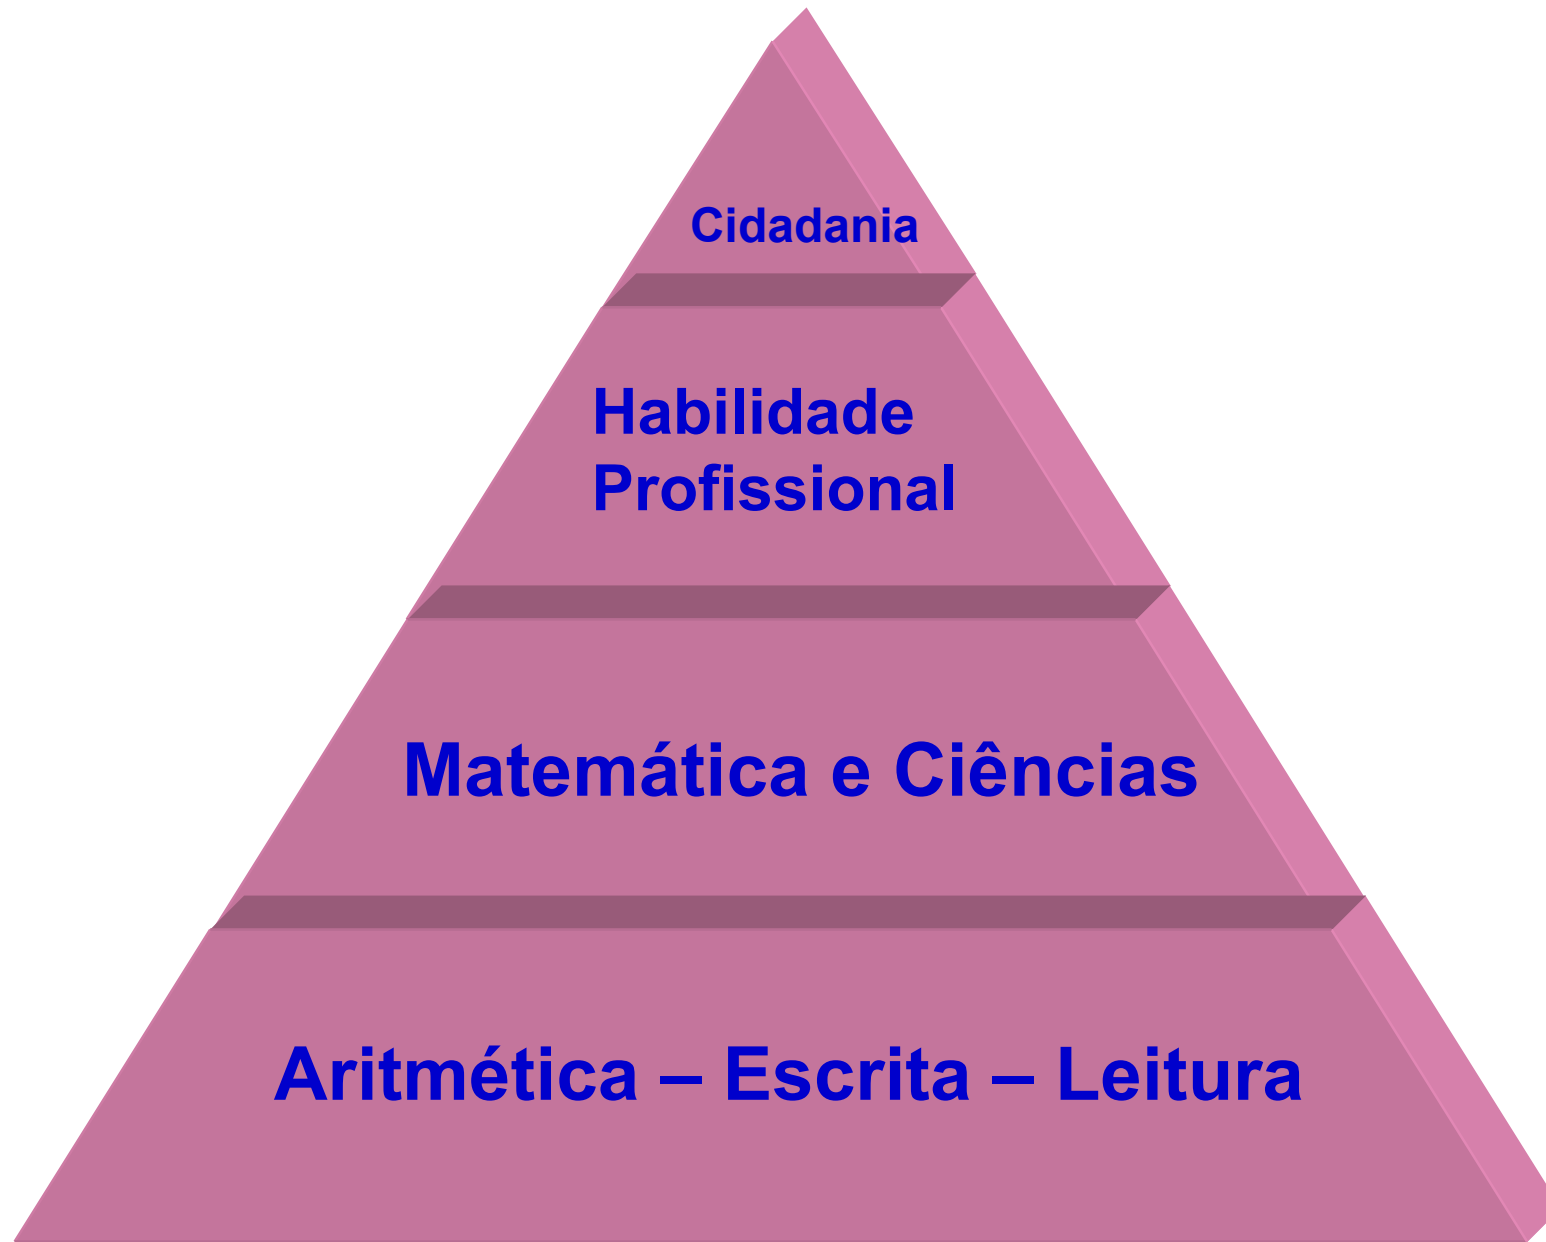 Cidadania
Habilidade
Profissional
Matemática e Ciências
Aritmética – Escrita – Leitura